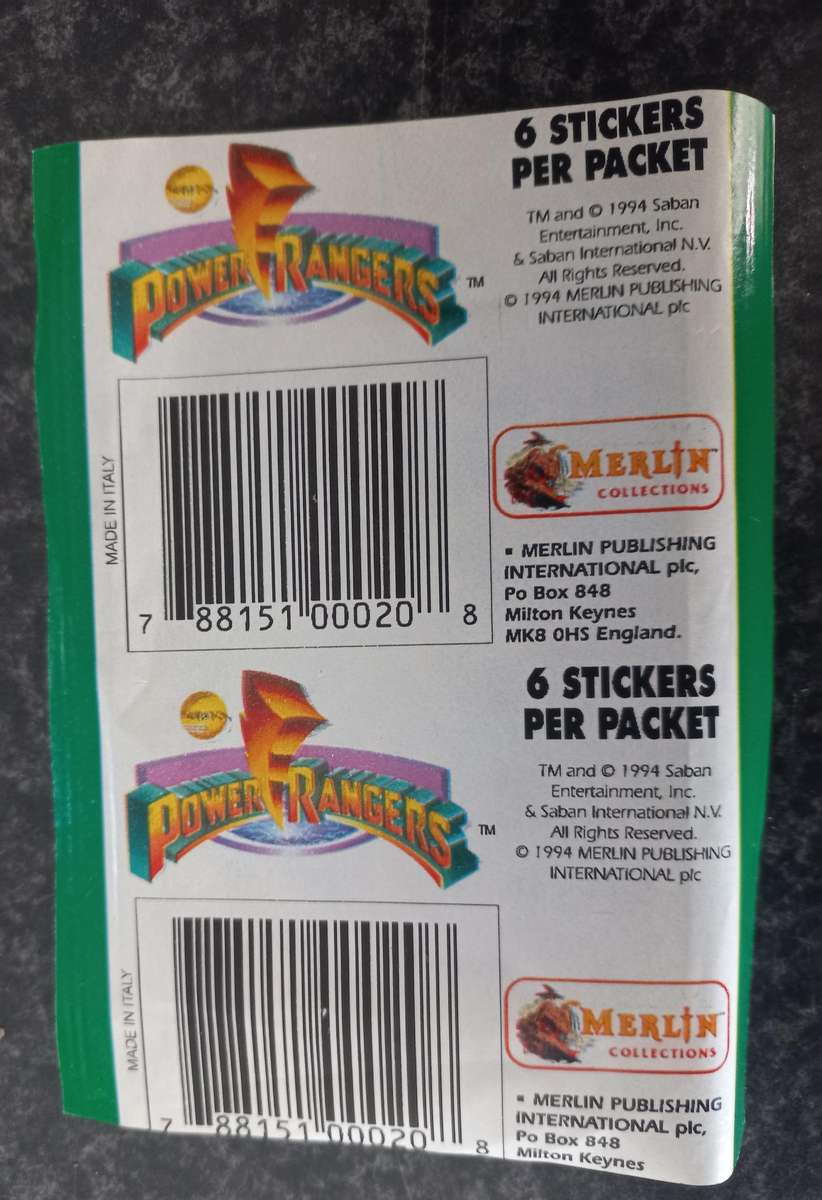 6 STICKERS
PER PACKET
POWER RANGERS TM
TM and © 1994 Saban
Entertainment, Inc.
& Saban International N.V.
All Rights Reserved.
© 1994 MERLIN PUBLISHING
INTERNATIONAL plc
MADE IN ITALY
7 88151 00020 8
MERLIN
COLLECTIONS
▪ MERLIN PUBLISHING
INTERNATIONAL plc,
Po Box 848
Milton Keynes
MK8 0HS England.
6 STICKERS
PER PACKET
POWER RANGERS TM
TM and © 1994 Saban
Entertainment, Inc.
& Saban International N.V.
All Rights Reserved.
© 1994 MERLIN PUBLISHING
INTERNATIONAL plc
MADE IN ITALY
7 88151 00020 8
MERLIN
COLLECTIONS
▪ MERLIN PUBLISHING
INTERNATIONAL plc,
Po Box 848
Milton Keynes